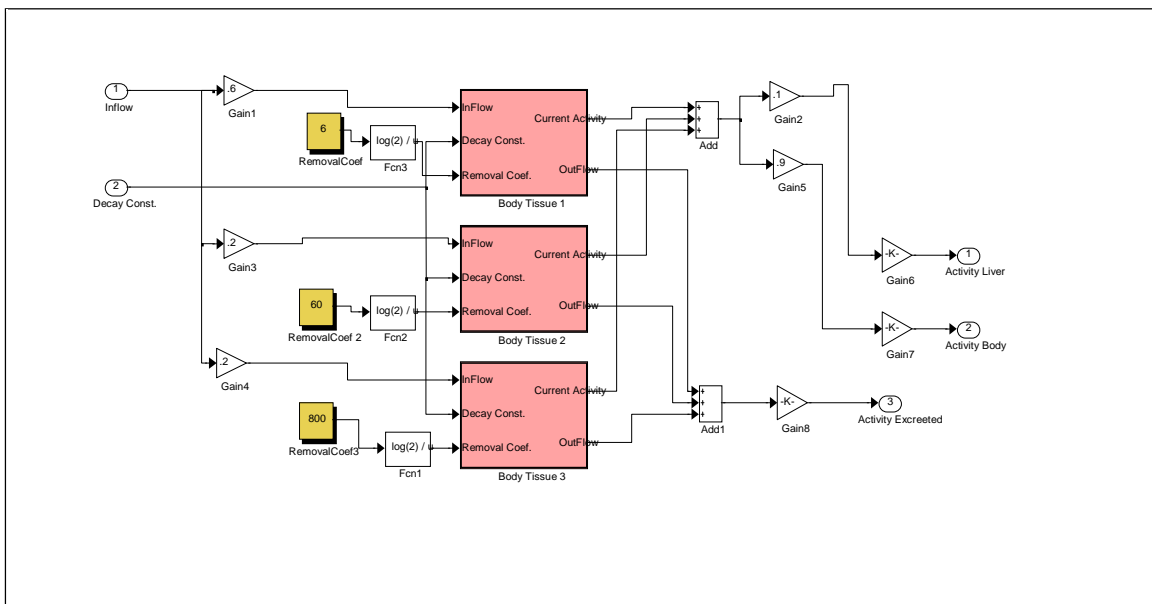 1
Inflow
.6
Gain1
6
RemovalCoef
log(2) / u
Fcn3
InFlow
Decay Const.
Removal Coef.
Current Activity
OutFlow
Body Tissue 1
+
+
+
Add
.1
Gain2
.9
Gain5
2
Decay Const.
.2
Gain3
60
RemovalCoef 2
log(2) / u
Fcn2
InFlow
Decay Const.
Removal Coef.
Current Activity
OutFlow
Body Tissue 2
-K-
Gain6
1
Activity Liver
-K-
Gain7
2
Activity Body
.2
Gain4
800
RemovalCoef3
log(2) / u
Fcn1
InFlow
Decay Const.
Removal Coef.
Current Activity
OutFlow
Body Tissue 3
+
+
+
Add1
-K-
Gain8
3
Activity Excreeted